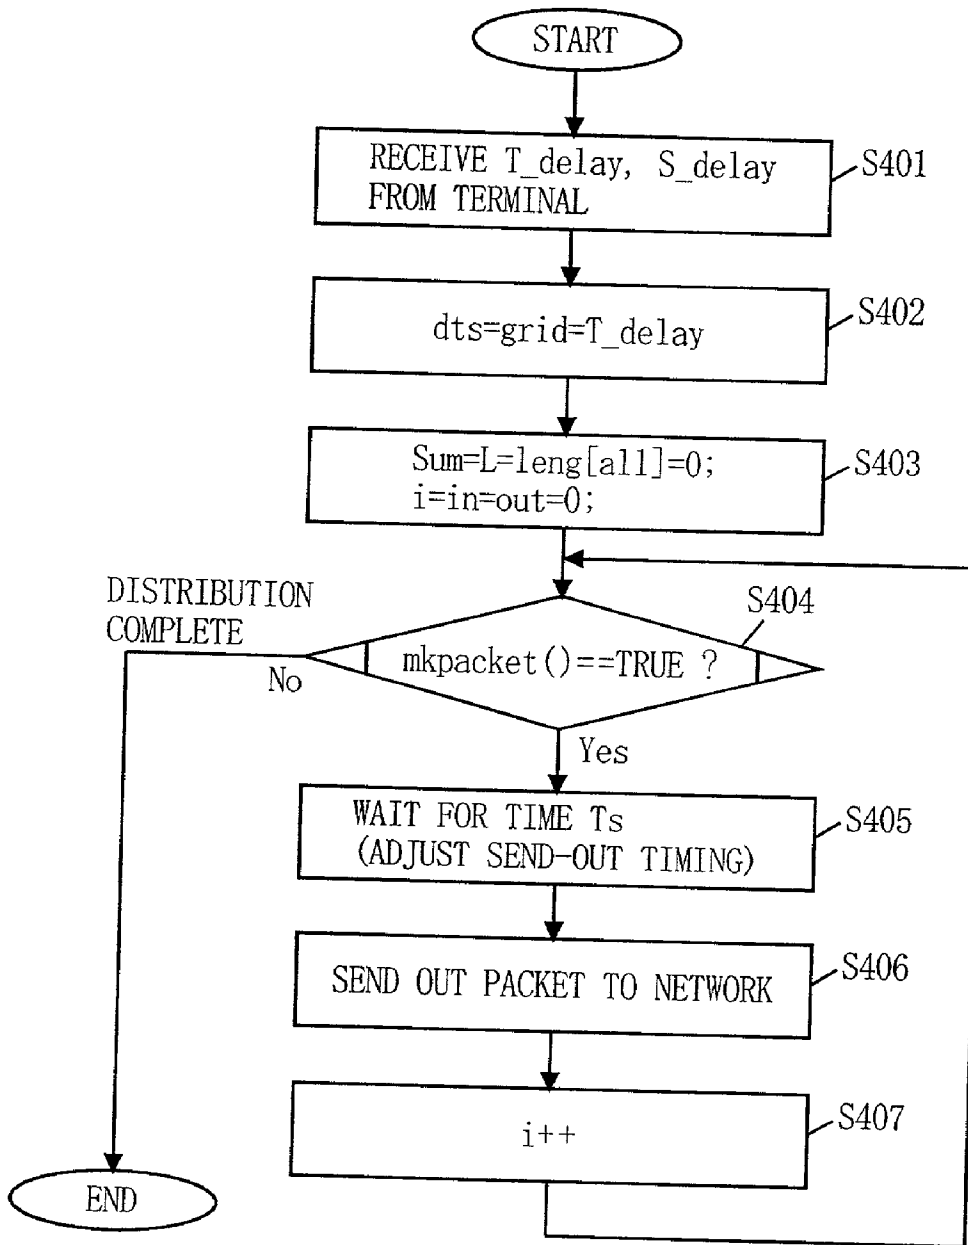 START
RECEIVE T_delay, S_delay
FROM TERMINAL
S401
dts=grid=T_delay
S402
Sum=L=leng[all]=0;
i=in=out=0;
S403
DISTRIBUTION
COMPLETE
S404
mkpacket()==TRUE ?
No
Yes
WAIT FOR TIME Ts
(ADJUST SEND-OUT TIMING)
S405
SEND OUT PACKET TO NETWORK
S406
i++
S407
END